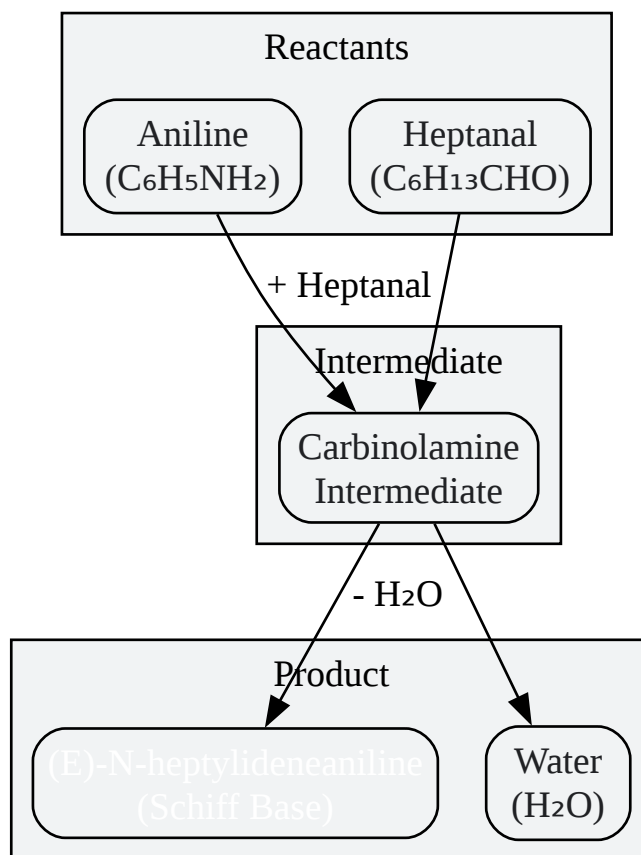 Reactants
Aniline
(C₆H₅NH₂)
Heptanal
(C₆H₁₃CHO)
+ Heptanal
Intermediate
Carbinolamine
Intermediate
- H₂O
Product
(E)-N-heptylideneaniline
(Schiff Base)
Water
(H₂O)